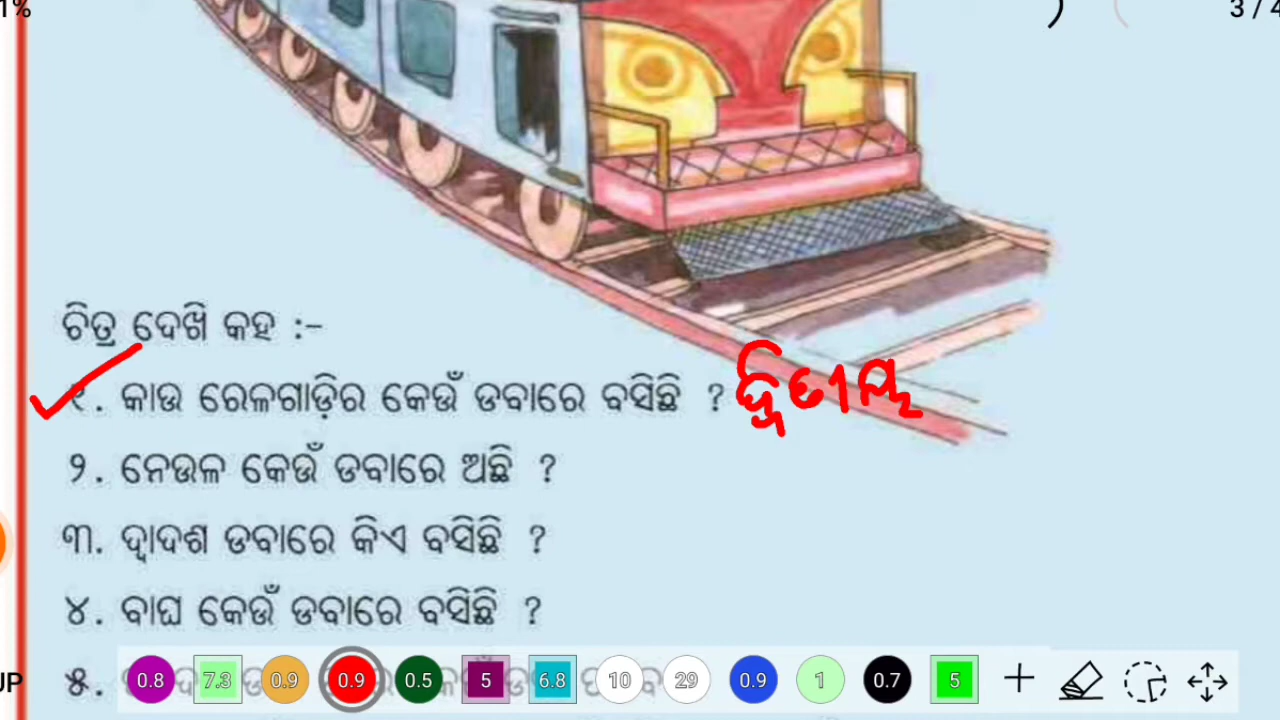 1%
3 / 4
ଚିତ୍ର ଦେଖି କହ :-
୧. କାଉ ରେଳଗାଡ଼ିର କେଉଁ ଡବାରେ ବସିଛି ? ଦ୍ୱିତୀୟ
୨. ନେଉଳ କେଉଁ ଡବାରେ ଅଛି ?
୩. ଦ୍ୱାଦଶ ଡବାରେ କିଏ ବସିଛି ?
୪. ବାଘ କେଉଁ ଡବାରେ ବସିଛି ?
୫.
UP 0.8 7.3 0.9 0.9 0.5 5 6.8 10 29 0.9 1 0.7 5